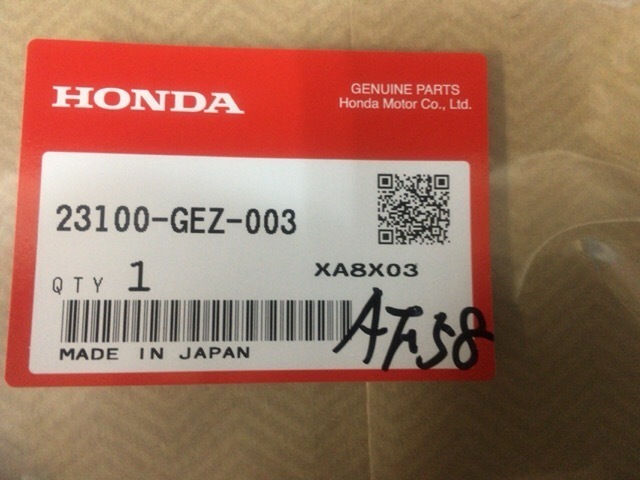 HONDA
GENUINE PARTS
Honda Motor Co., Ltd.
23100-GEZ-003
QTY 1
XA8X03
AF58
MADE IN JAPAN